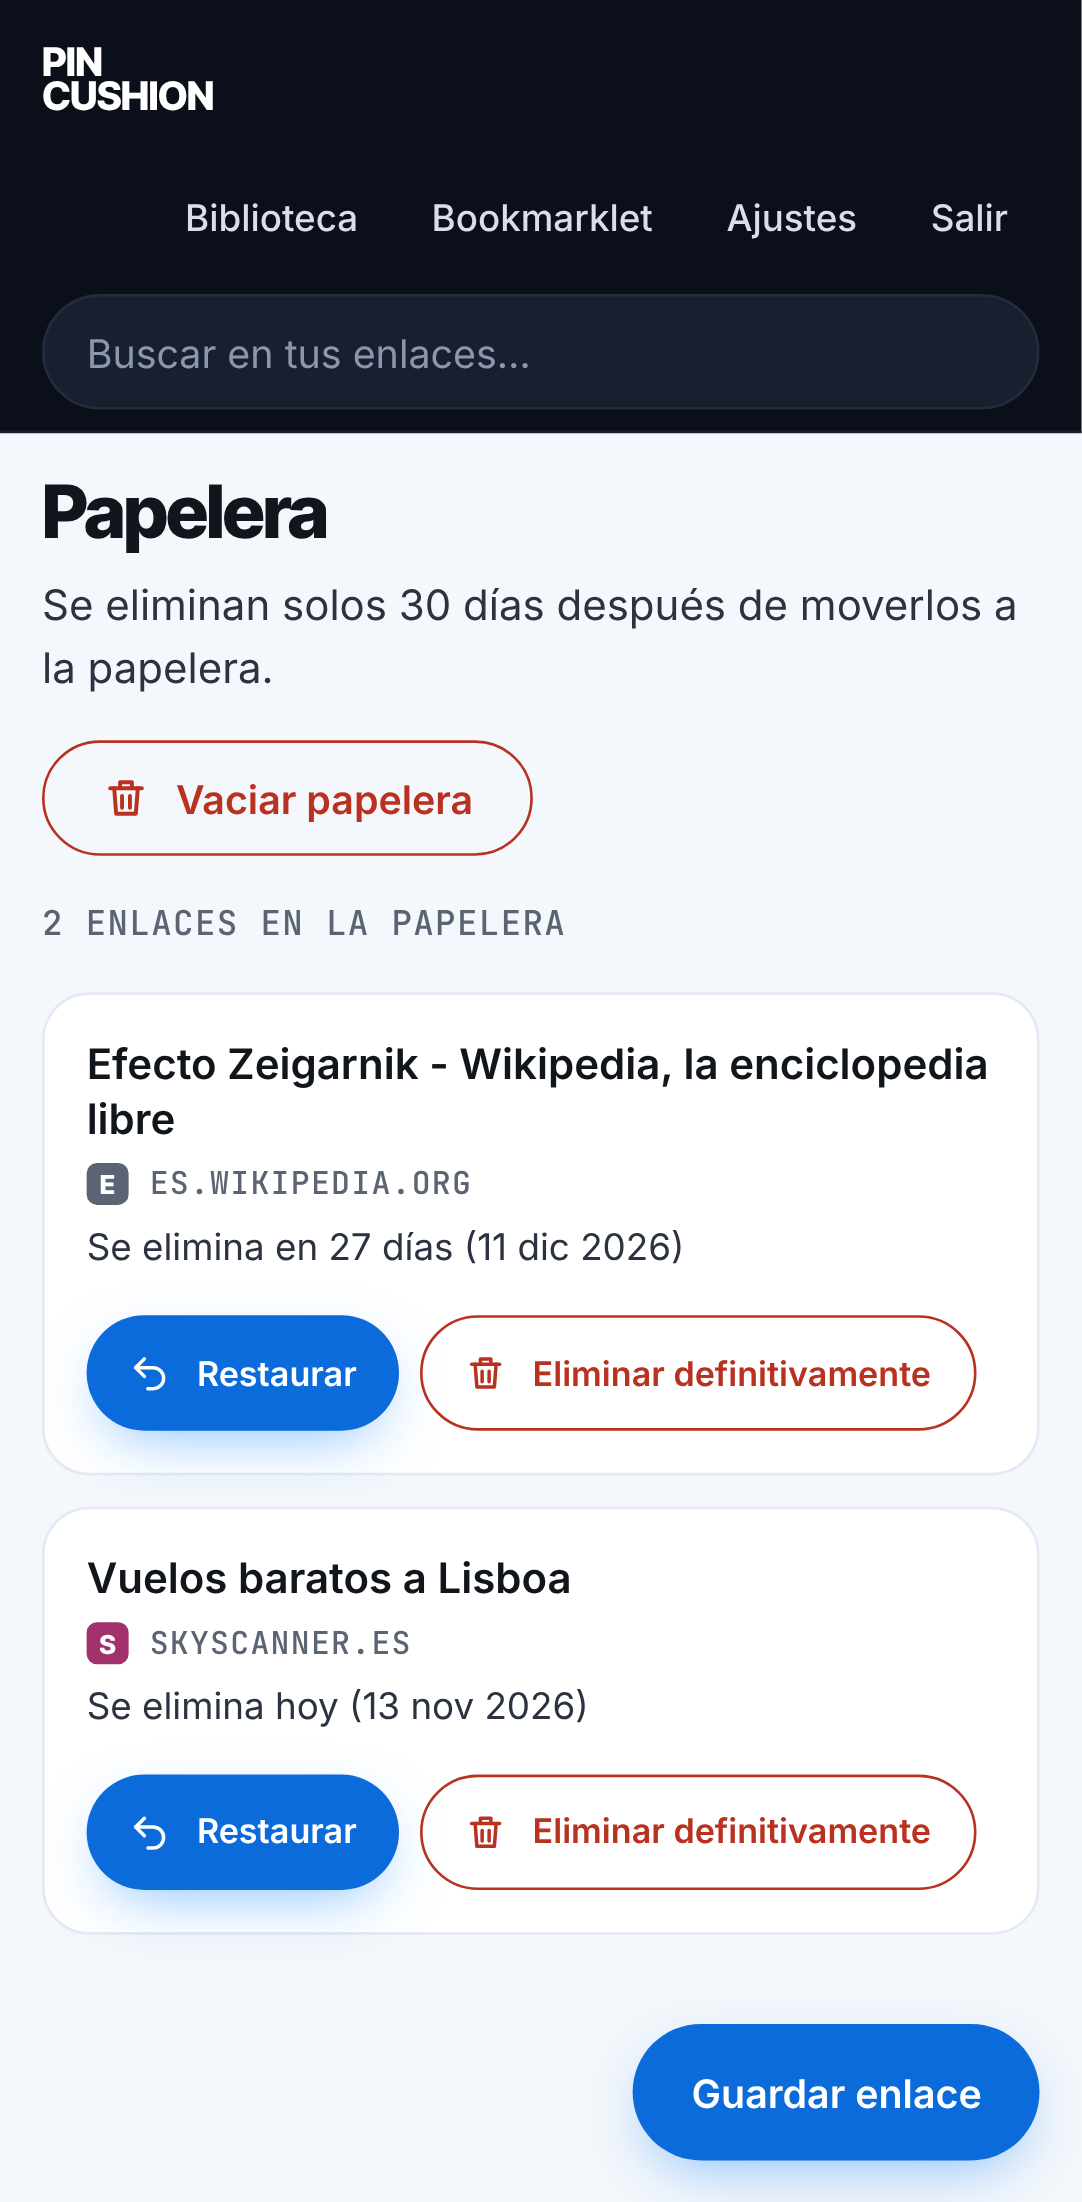 PIN
CUSHION
Biblioteca Bookmarklet Ajustes Salir
Buscar en tus enlaces...
Papelera
Se eliminan solos 30 días después de moverlos a
la papelera.
Vaciar papelera
2 ENLACES EN LA PAPELERA
Efecto Zeigarnik - Wikipedia, la enciclopedia
libre
E ES.WIKIPEDIA.ORG
Se elimina en 27 días (11 dic 2026)
Restaurar Eliminar definitivamente
Vuelos baratos a Lisboa
S SKYSCANNER.ES
Se elimina hoy (13 nov 2026)
Restaurar Eliminar definitivamente
Guardar enlace